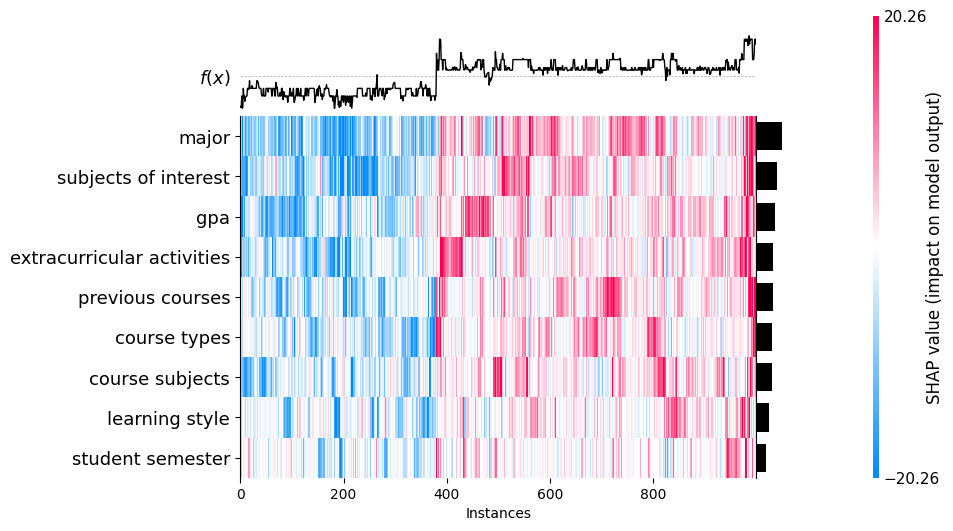 20.26
f(x)
major
subjects of interest
gpa
extracurricular activities
previous courses
course types
course subjects
learning style
student semester
0 200 400 600 800
Instances
SHAP value (impact on model output)
−20.26